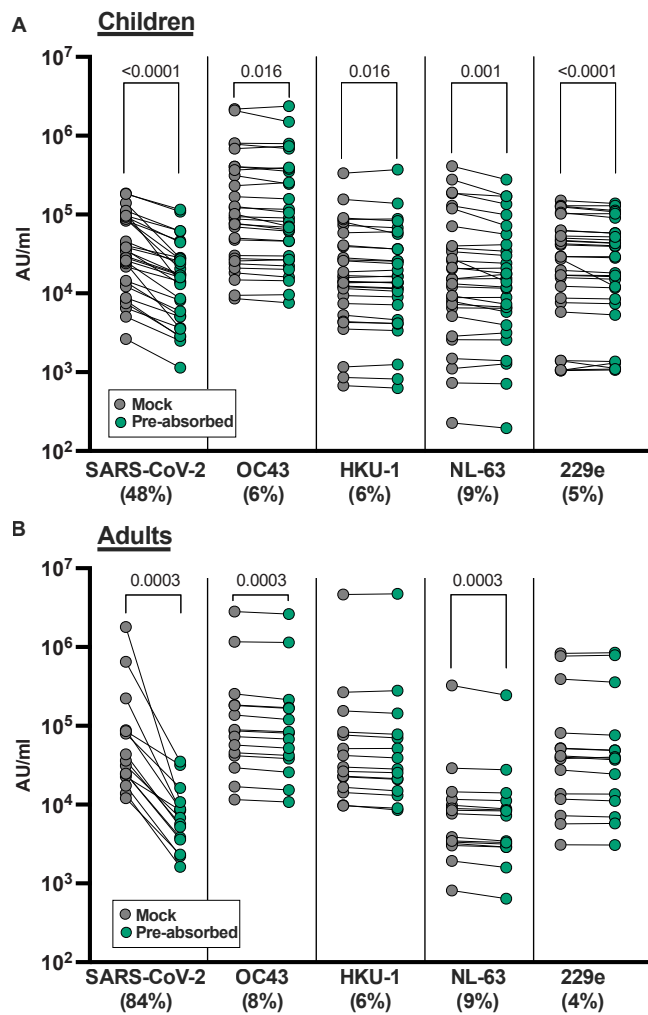 A Children
10^7
<0.0001 0.016 0.016 0.001 <0.0001
10^6
10^5
AU/ml
10^4
10^3
Mock
Pre-absorbed
10^2
SARS-CoV-2 OC43 HKU-1 NL-63 229e
(48%) (6%) (6%) (9%) (5%)
B Adults
10^7
0.0003 0.0003 0.0003
10^6
10^5
AU/ml
10^4
10^3
Mock
Pre-absorbed
10^2
SARS-CoV-2 OC43 HKU-1 NL-63 229e
(84%) (8%) (6%) (9%) (4%)